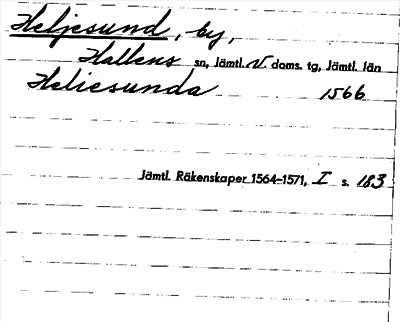 Heljesund, by,
Hallens sn, Jämtl. V doms. tg, Jämtl. län
Heliesunda 1566
Jämtl. Räkenskaper 1564-1571, I s. 183